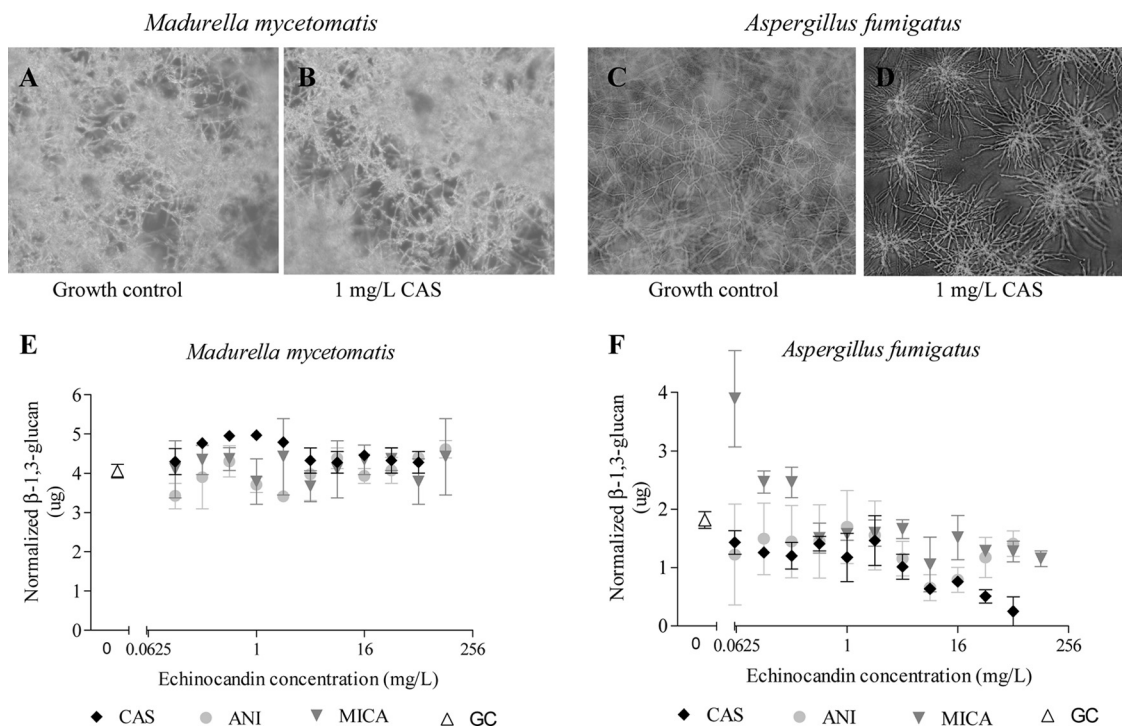 Madurella mycetomatis
Aspergillus fumigatus
A
B
C
D
Growth control
1 mg/L CAS
Growth control
1 mg/L CAS
E
Madurella mycetomatis
Normalized β-1,3-glucan
(ug)
6
5
4
3
2
1
0
0
0.0625
1
16
256
Echinocandin concentration (mg/L)
CAS
ANI
MICA
GC
F
Aspergillus fumigatus
Normalized β-1,3-glucan
(ug)
4
3
2
1
0
0
0.0625
1
16
256
Echinocandin concentration (mg/L)
CAS
ANI
MICA
GC